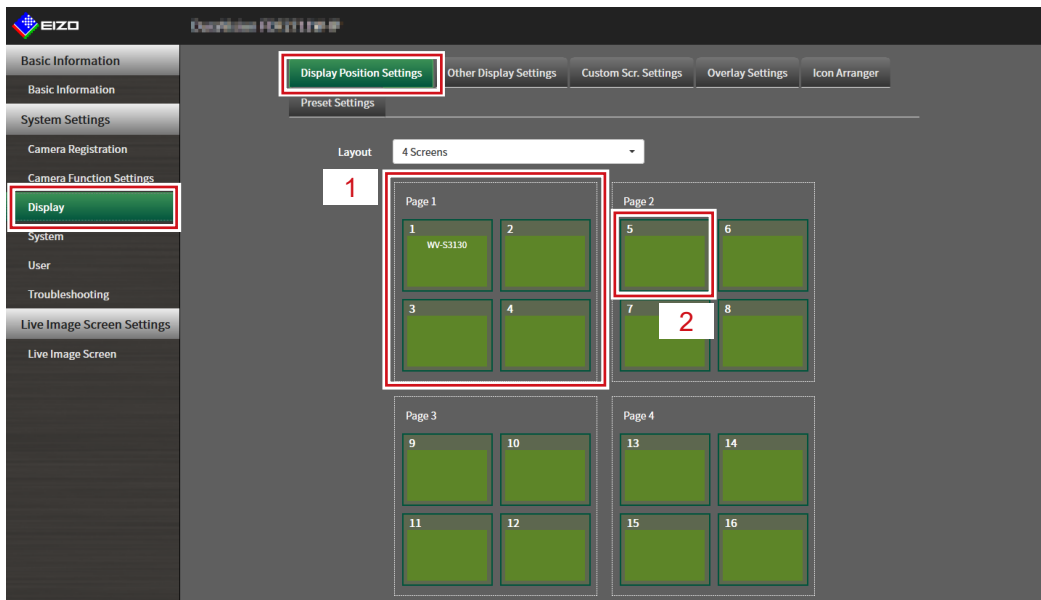 EIZO
Basic Information
Basic Information
System Settings
Camera Registration
Camera Function Settings
Display
System
User
Troubleshooting
Live Image Screen Settings
Live Image Screen
Display Position Settings
Other Display Settings
Custom Scr. Settings
Overlay Settings
Icon Arranger
Preset Settings
Layout
4 Screens
1
Page 1
1
WV-S3130
2
3
4
Page 2
5
6
7
2
8
Page 3
9
10
11
12
Page 4
13
14
15
16